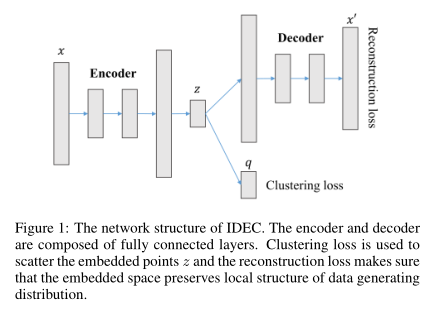 x
Encoder
z
Decoder
x′
Reconstruction loss
q
Clustering loss
Figure 1: The network structure of IDEC. The encoder and decoder
are composed of fully connected layers. Clustering loss is used to
scatter the embedded points z and the reconstruction loss makes sure
that the embedded space preserves local structure of data generating
distribution.